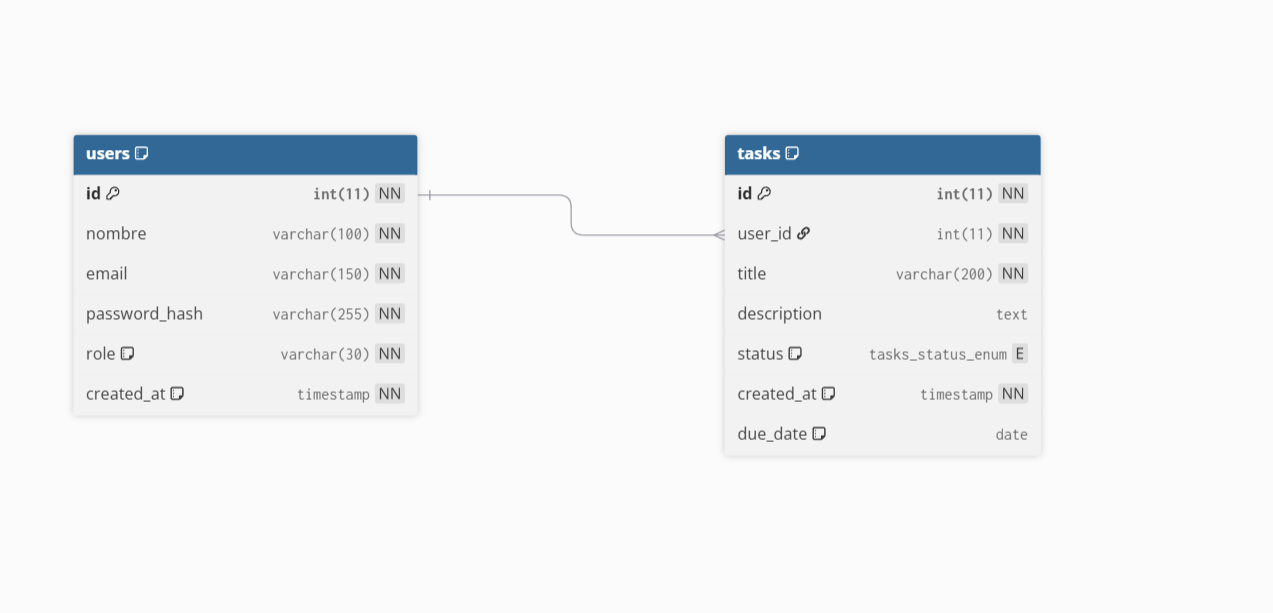 users
id int(11) NN
nombre varchar(100) NN
email varchar(150) NN
password_hash varchar(255) NN
role varchar(30) NN
created_at timestamp NN
tasks
id int(11) NN
user_id int(11) NN
title varchar(200) NN
description text
status tasks_status_enum E
created_at timestamp NN
due_date date